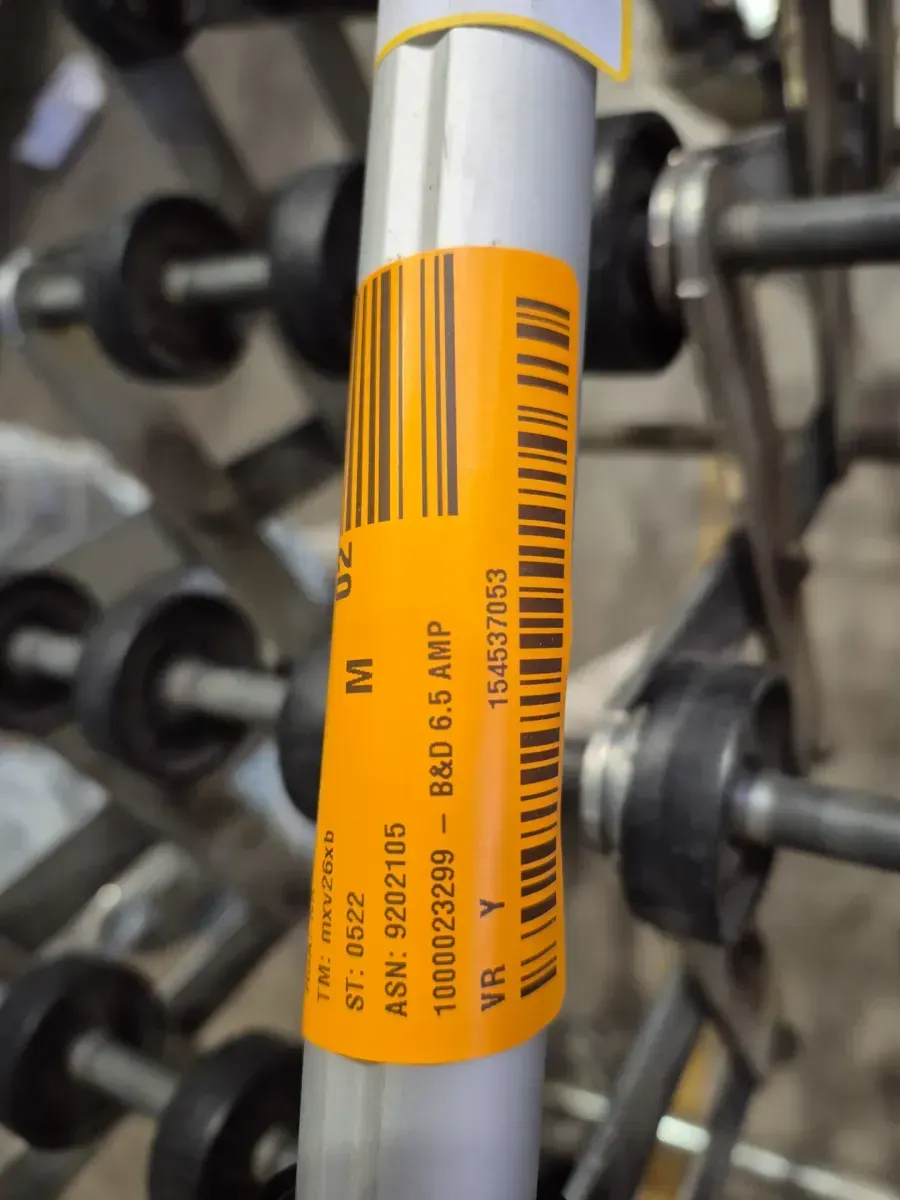 02
M
TM: mxv26xb
ST: 0522
ASN: 9202105
1000023299 – B&D 6.5 AMP
VR Y
154537053